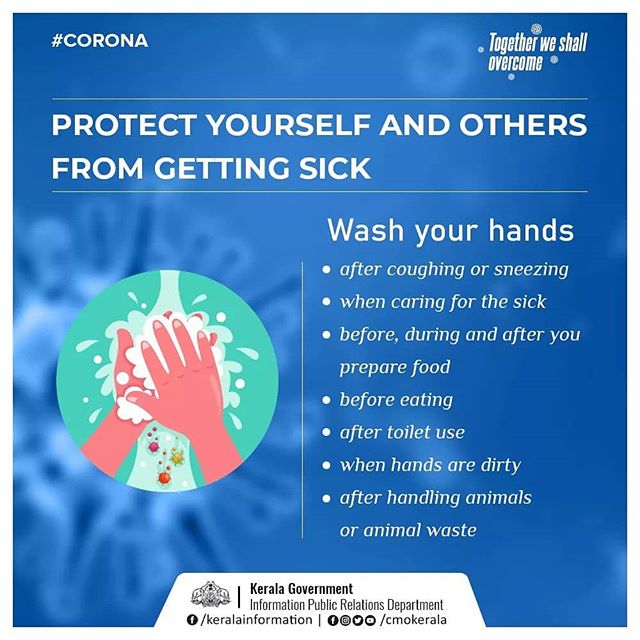 #CORONA
Together we shall
overcome
PROTECT YOURSELF AND OTHERS
FROM GETTING SICK
Wash your hands
• after coughing or sneezing
• when caring for the sick
• before, during and after you
prepare food
• before eating
• after toilet use
• when hands are dirty
• after handling animals
or animal waste
Kerala Government
Information Public Relations Department
/keralainformation | /cmokerala